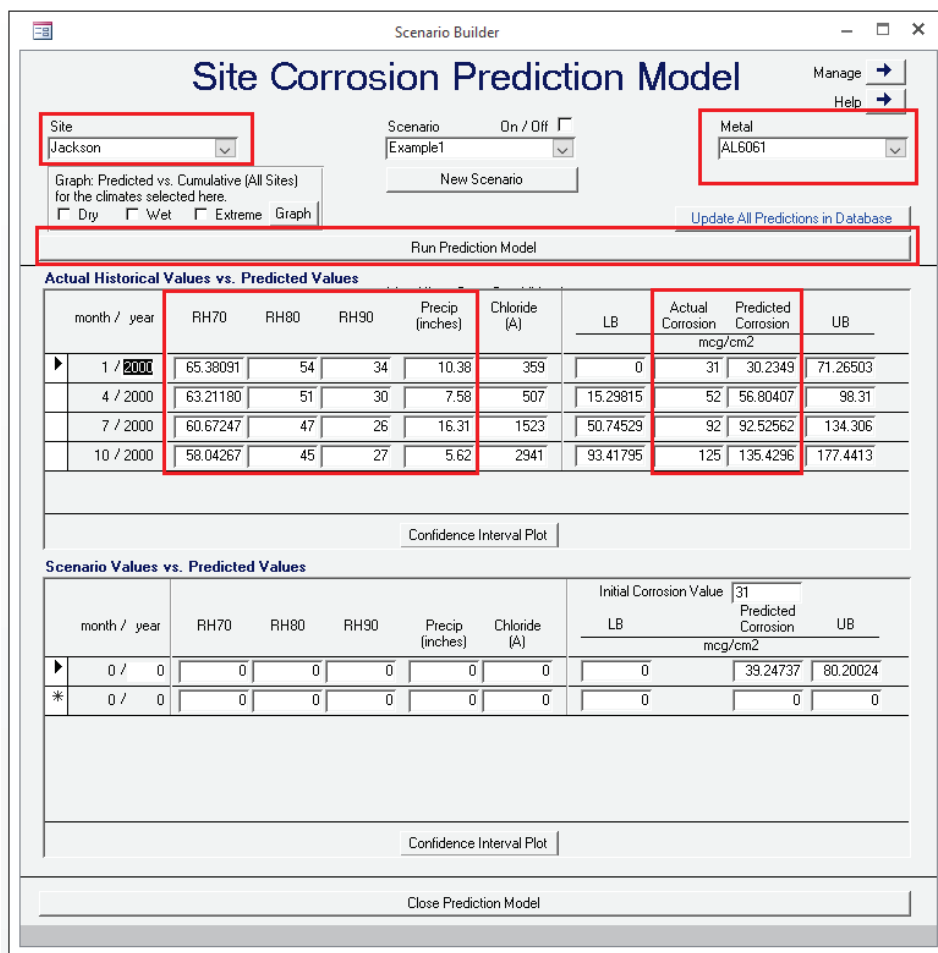 Scenario Builder
Site Corrosion Prediction Model
Manage
Help
Site
Jackson
Scenario On / Off
Example1
New Scenario
Metal
AL6061
Graph: Predicted vs. Cumulative (All Sites)
for the climates selected here.
Dry Wet Extreme Graph
Update All Predictions in Database
Run Prediction Model
Actual Historical Values vs. Predicted Values
month / year RH70 RH80 RH90 Precip (inches) Chloride (A) LB Actual Corrosion Predicted Corrosion UB
mcg/cm2
1 / 2000 65.38091 54 34 10.38 359 0 31 30.2349 71.26503
4 / 2000 63.21180 51 30 7.58 507 15.29815 52 56.80407 98.31
7 / 2000 60.67247 47 26 16.31 1523 50.74529 92 92.52562 134.306
10 / 2000 58.04267 45 27 5.62 2941 93.41795 125 135.4296 177.4413
Confidence Interval Plot
Scenario Values vs. Predicted Values
Initial Corrosion Value 31
month / year RH70 RH80 RH90 Precip (inches) Chloride (A) LB Predicted Corrosion UB
mcg/cm2
0 / 0 0 0 0 0 0 0 39.24737 80.20024
* 0 / 0 0 0 0 0 0 0 0 0
Confidence Interval Plot
Close Prediction Model